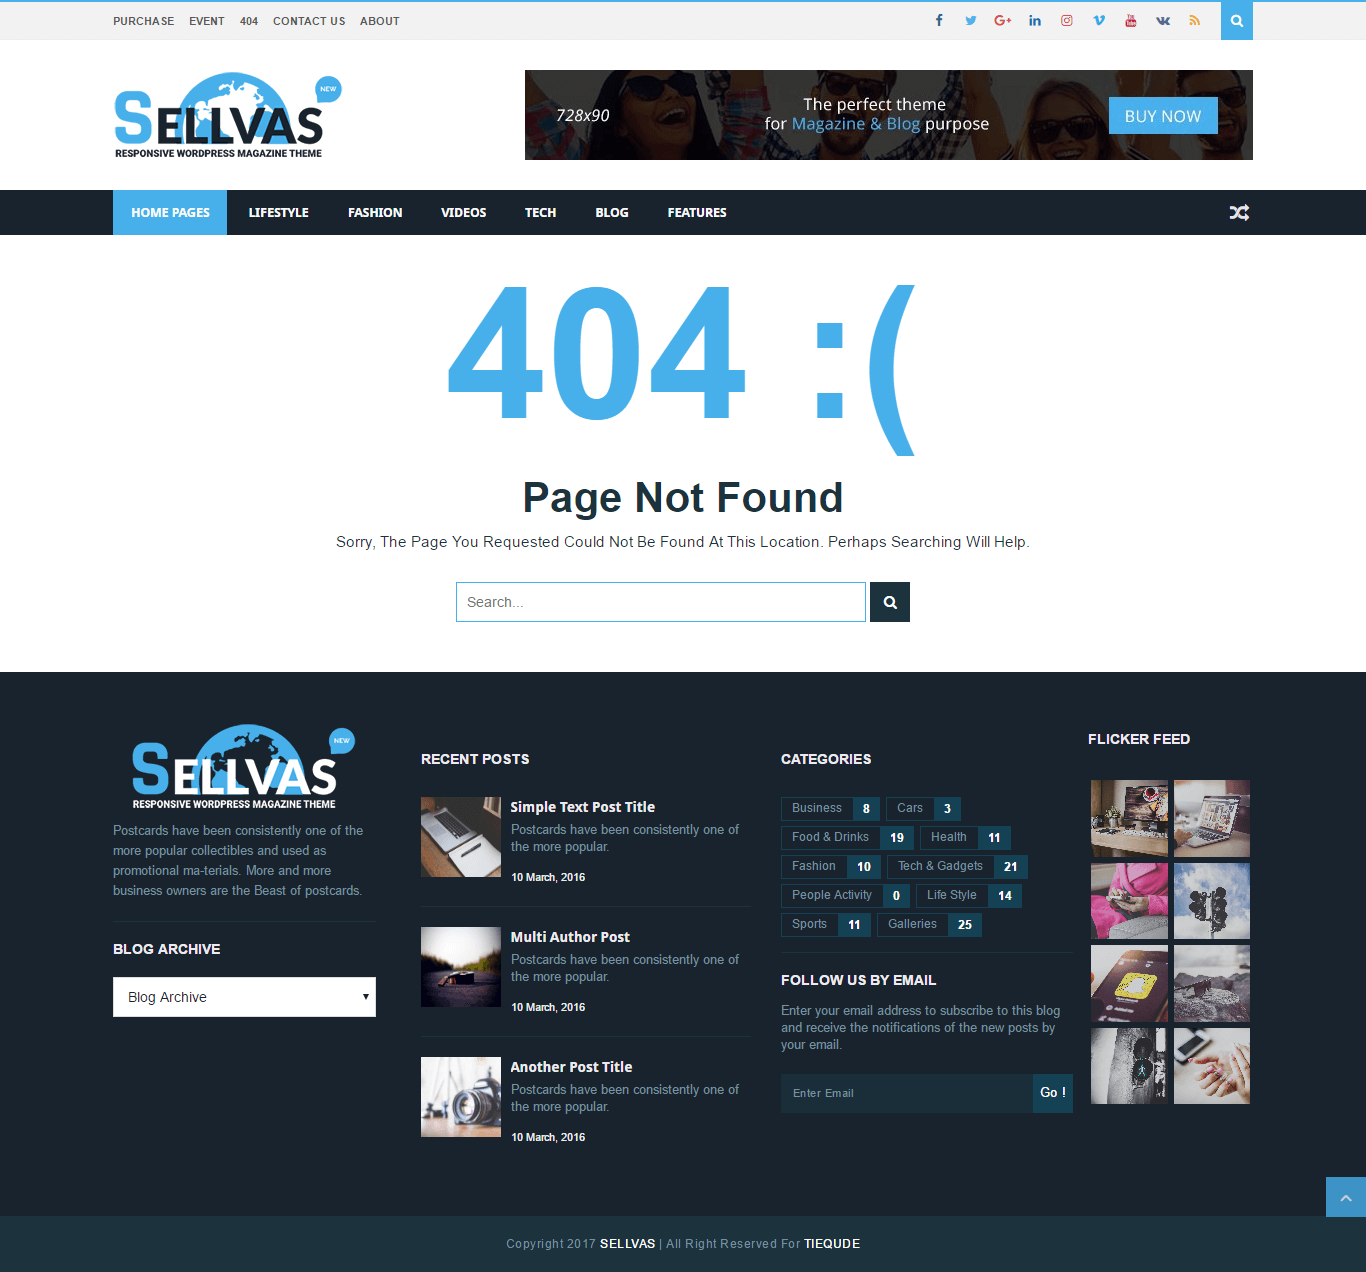 PURCHASE EVENT 404 CONTACT US ABOUT
SELLVAS NEW
RESPONSIVE WORDPRESS MAGAZINE THEME
728x90
The perfect theme
for Magazine & Blog purpose
BUY NOW
HOME PAGES LIFESTYLE FASHION VIDEOS TECH BLOG FEATURES
404 :(
Page Not Found
Sorry, The Page You Requested Could Not Be Found At This Location. Perhaps Searching Will Help.
Search...
SELLVAS NEW
RESPONSIVE WORDPRESS MAGAZINE THEME
Postcards have been consistently one of the
more popular collectibles and used as
promotional ma-terials. More and more
business owners are the Beast of postcards.
BLOG ARCHIVE
Blog Archive
RECENT POSTS
Simple Text Post Title
Postcards have been consistently one of
the more popular.
10 March, 2016
Multi Author Post
Postcards have been consistently one of
the more popular.
10 March, 2016
Another Post Title
Postcards have been consistently one of
the more popular.
10 March, 2016
CATEGORIES
Business 8 Cars 3
Food & Drinks 19 Health 11
Fashion 10 Tech & Gadgets 21
People Activity 0 Life Style 14
Sports 11 Galleries 25
FOLLOW US BY EMAIL
Enter your email address to subscribe to this blog
and receive the notifications of the new posts by
your email.
Enter Email Go !
FLICKER FEED
Copyright 2017 SELLVAS | All Right Reserved For TIEQUDE